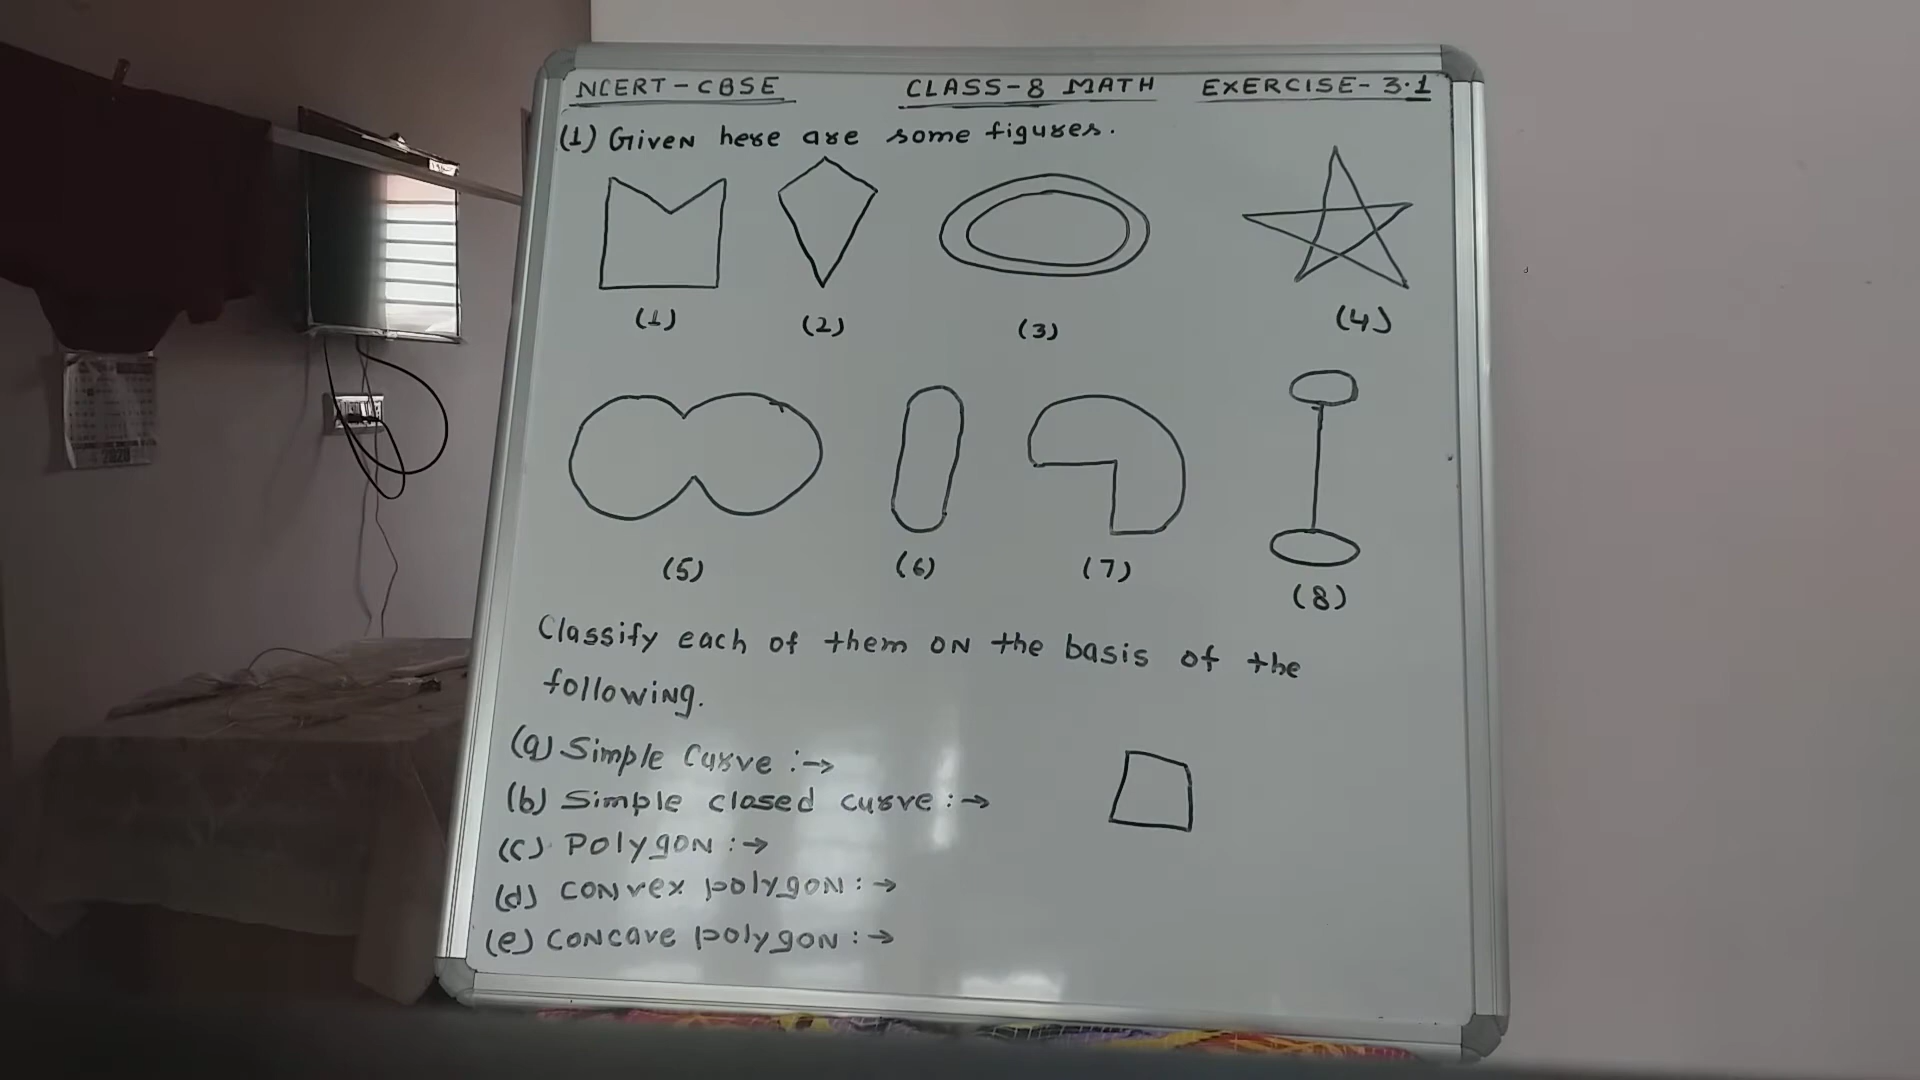 NCERT-CBSE CLASS-8 MATH EXERCISE-3.1
(1) Given here are some figures.
(1) (2) (3) (4)
(5) (6) (7) (8)
Classify each of them on the basis of the
following.
(a) Simple Curve :→
(b) Simple closed curve :→
(c) Polygon :→
(d) Convex polygon :→
(e) Concave polygon :→
2020